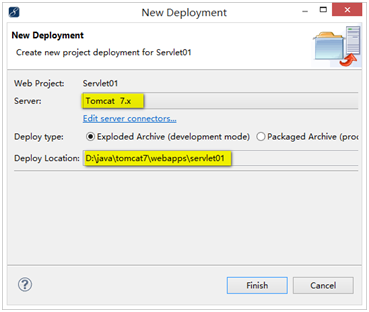 New Deployment
New Deployment
Create new project deployment for Servlet01
Web Project: Servlet01
Server: Tomcat 7.x
Edit server connectors...
Deploy type: Exploded Archive (development mode) Packaged Archive (prod
Deploy Location: D:\java\tomcat7\webapps\servlet01
Finish Cancel